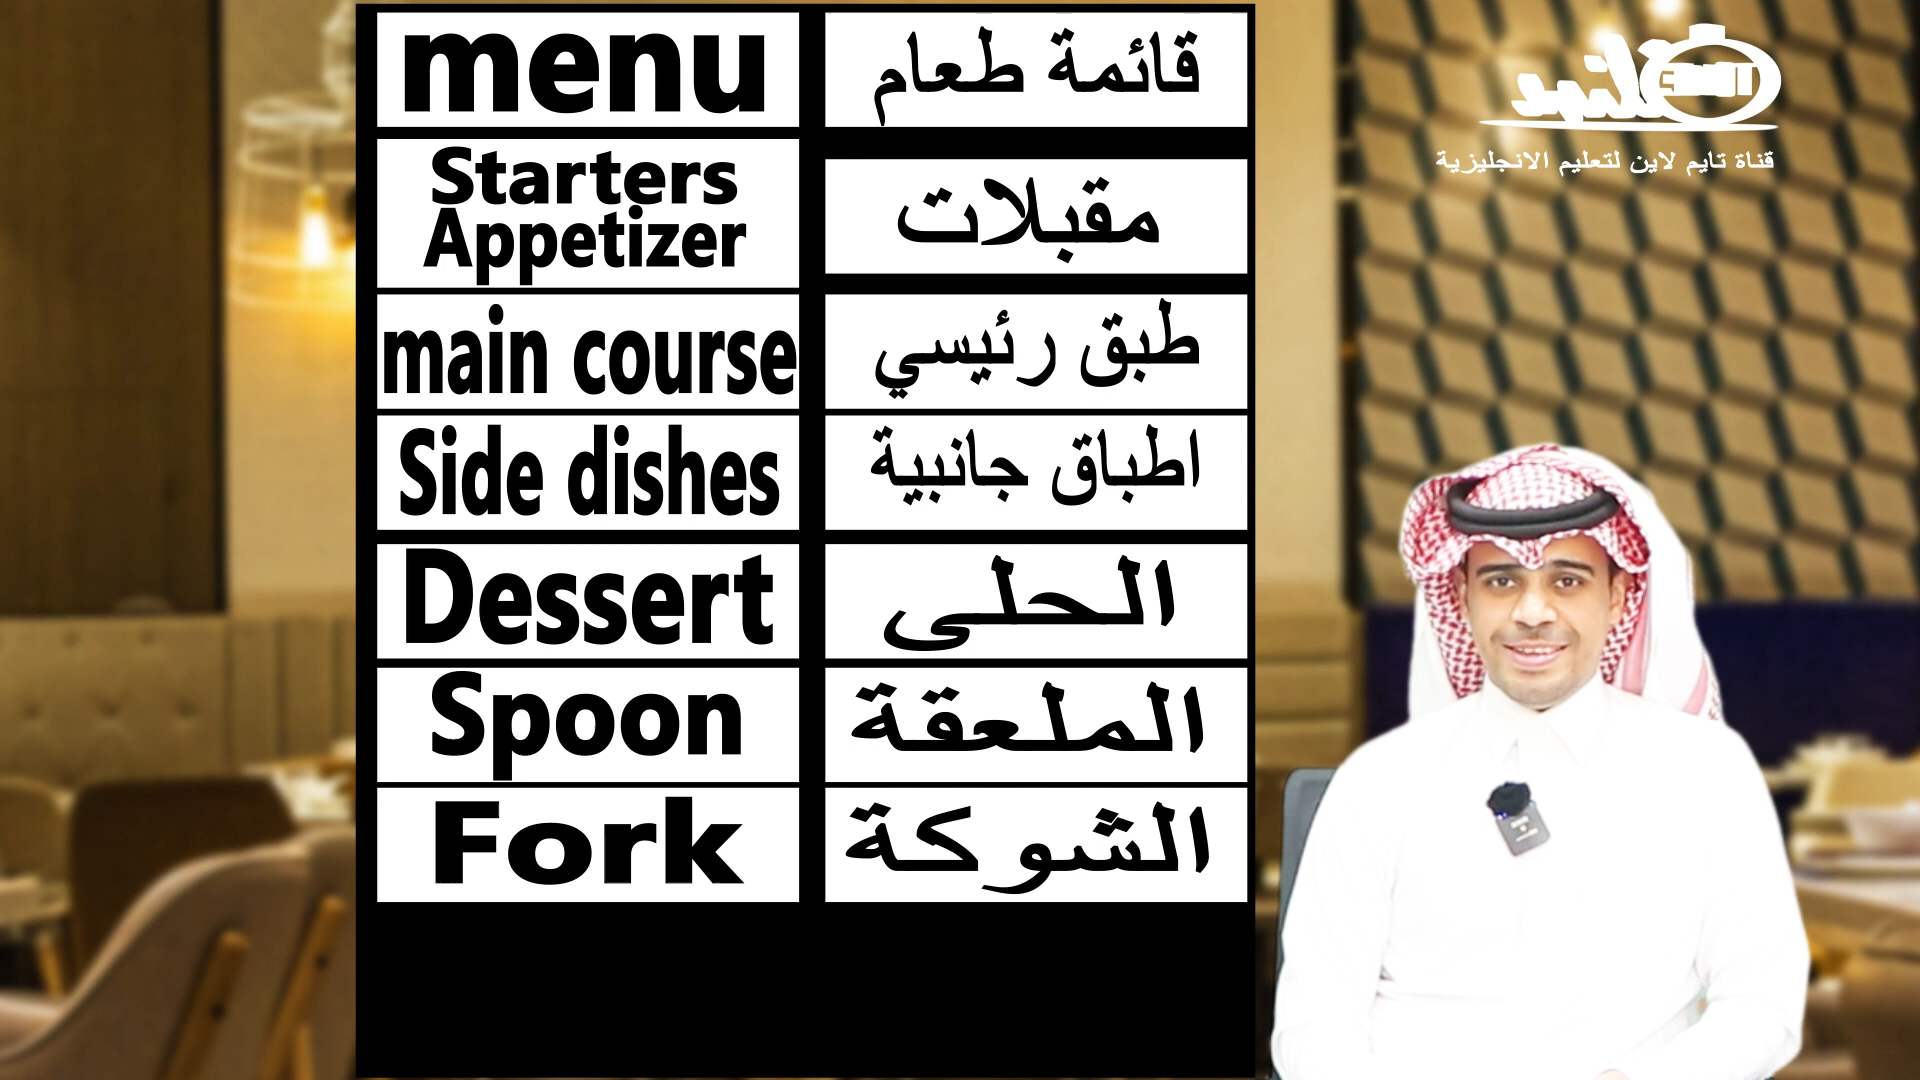 menu قائمة طعام
Starters
Appetizer
مقبلات
main course طبق رئيسي
Side dishes اطباق جانبية
Dessert الحلى
Spoon الملعقة
Fork الشوكة
قناة تايم لاين لتعليم الانجليزية